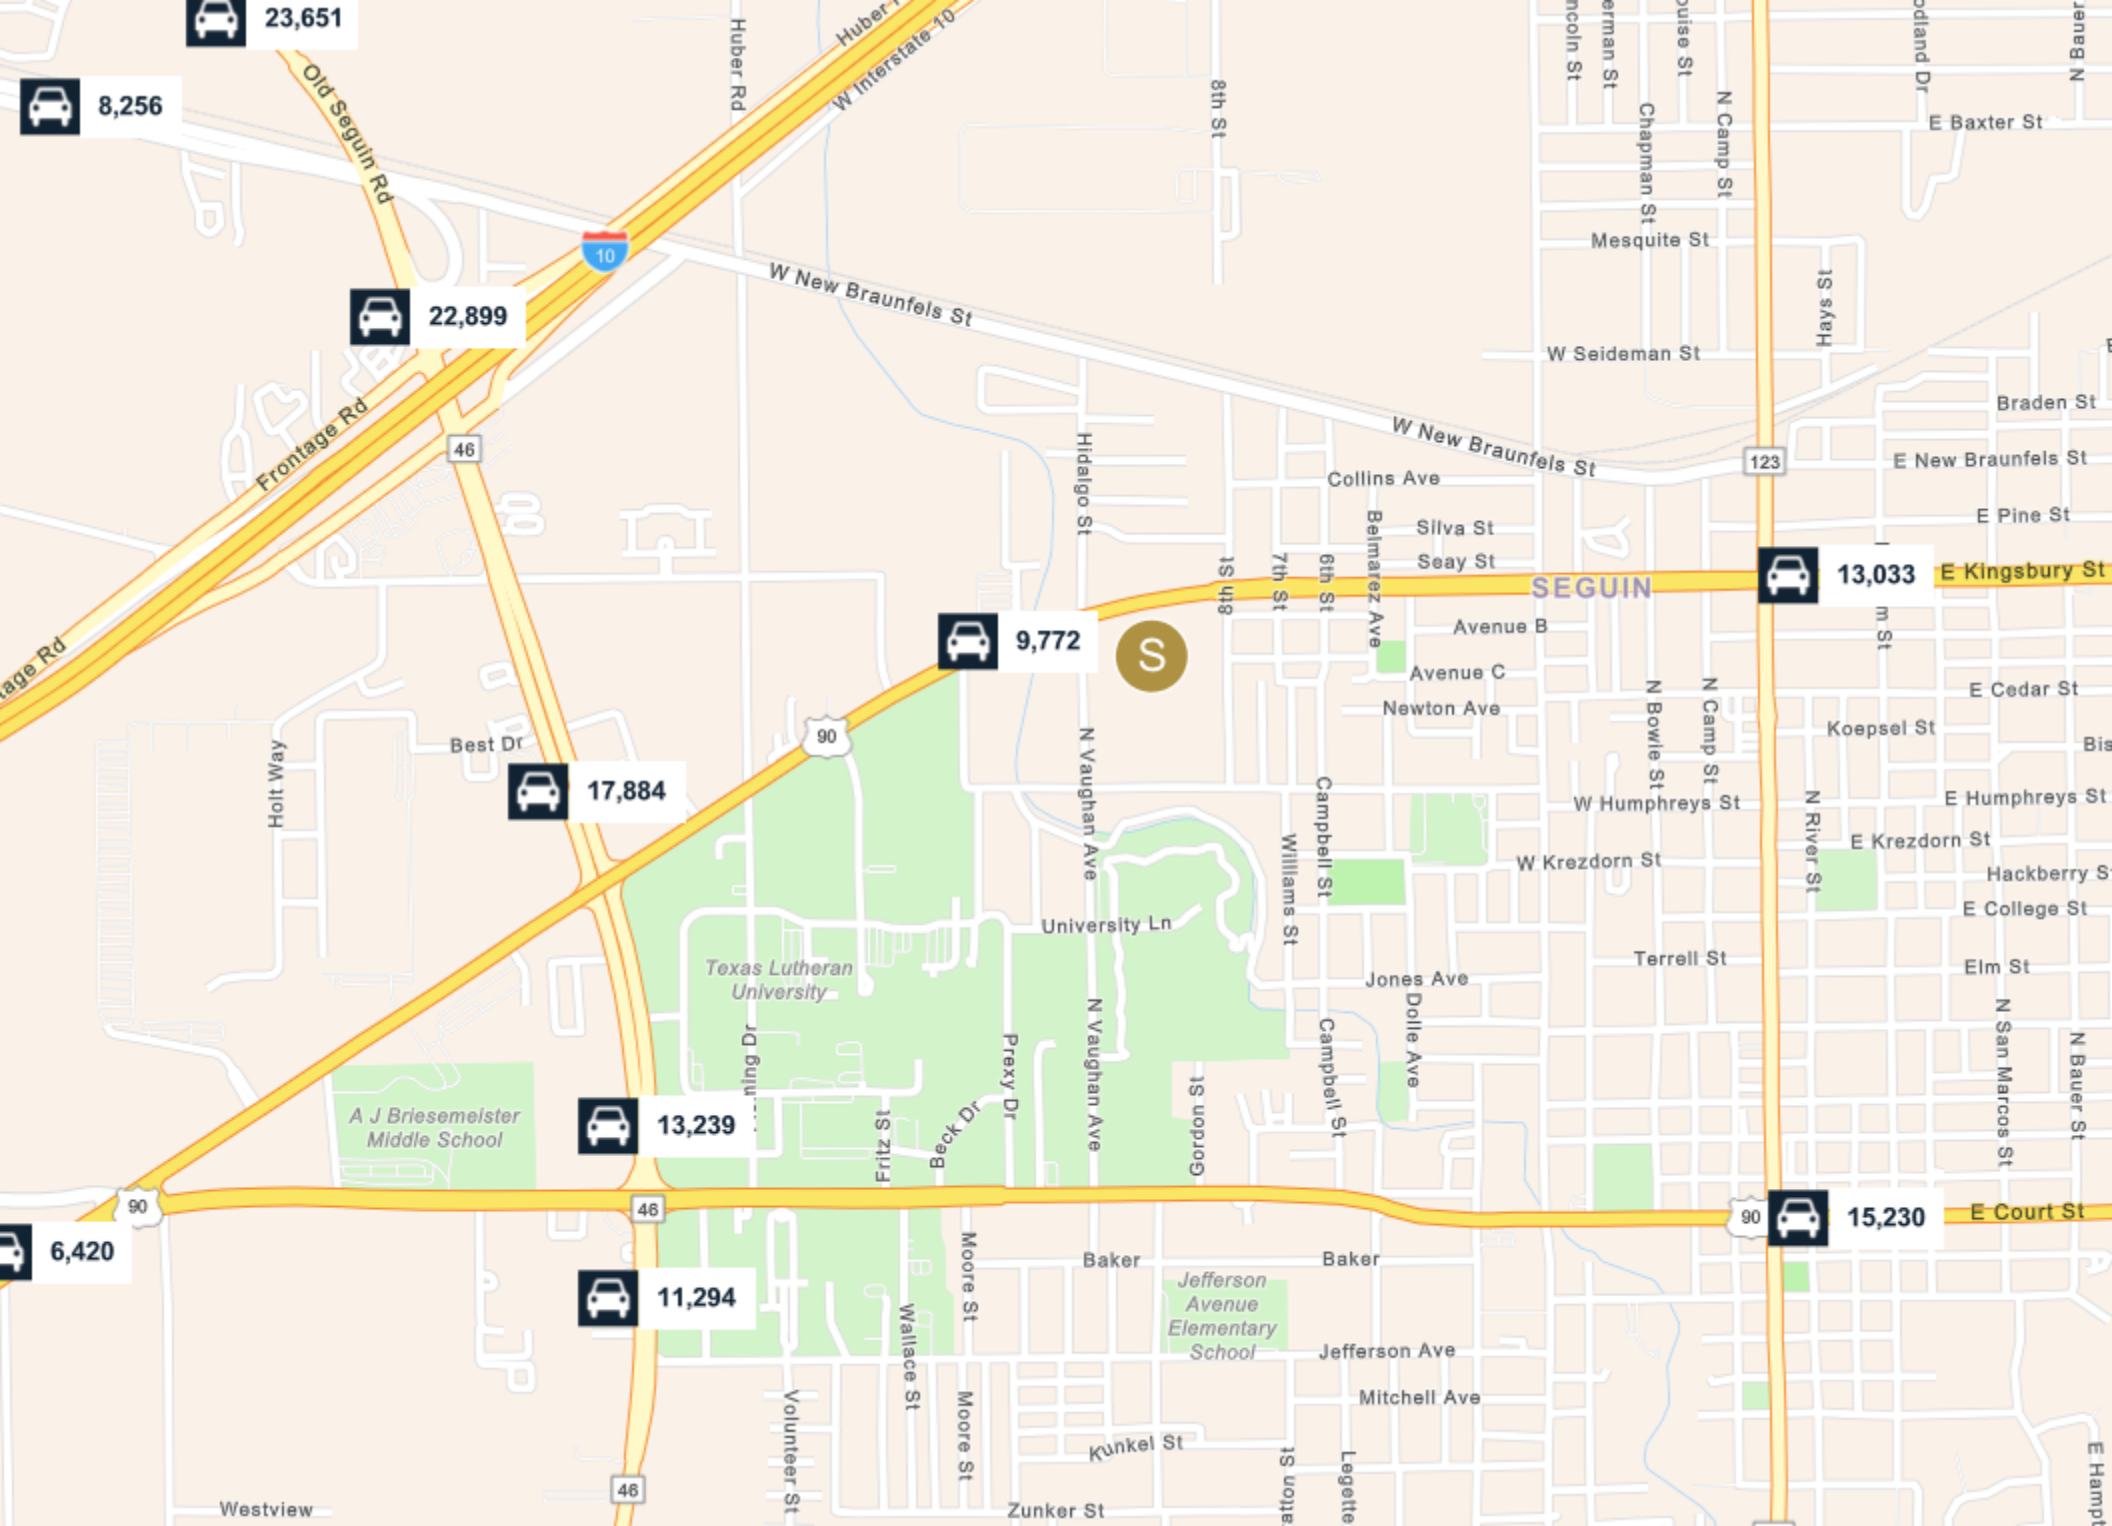 23,651
8,256
Old Seguin Rd
Huber Rd
W Interstate 10
8th St
Chapman St
N Camp St
E Baxter St
Mesquite St
Hays St
10
W New Braunfels St
22,899
W Seideman St
Frontage Rd
46
Hidalgo St
W New Braunfels St
Collins Ave
Braden St
123
E New Braunfels St
Silva St
E Pine St
Seay St
Belmarez Ave
8th St
7th St
6th St
SEGUIN
13,033
E Kingsbury St
9,772
S
Avenue B
Avenue C
Newton Ave
N Bowie St
N Camp St
E Cedar St
Koepsel St
90
Best Dr
Holt Way
17,884
N Vaughan Ave
Campbell St
W Humphreys St
N River St
E Humphreys St
E Krezdorn St
Williams St
W Krezdorn St
Hackberry
E College St
University Ln
Terrell St
Elm St
Texas Lutheran
University
Jones Ave
Dolle Ave
N Vaughan Ave
Prexy Dr
Campbell St
N San Marcos St
N Bauer St
A J Briesemeister
Middle School
13,239
Fritz St
Beck Dr
Gordon St
90
46
90
15,230
E Court St
6,420
11,294
Moore St
Baker
Baker
Jefferson
Avenue
Elementary
School
Wallace St
Jefferson Ave
Mitchell Ave
Volunteer St
Moore St
Kunkel St
Legette
46
Westview
Zunker St